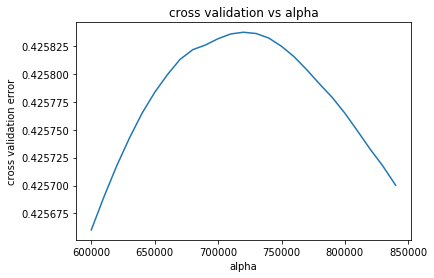 cross validation vs alpha
0.425825
0.425800
0.425775
0.425750
0.425725
0.425700
0.425675
cross validation error
600000 650000 700000 750000 800000 850000
alpha